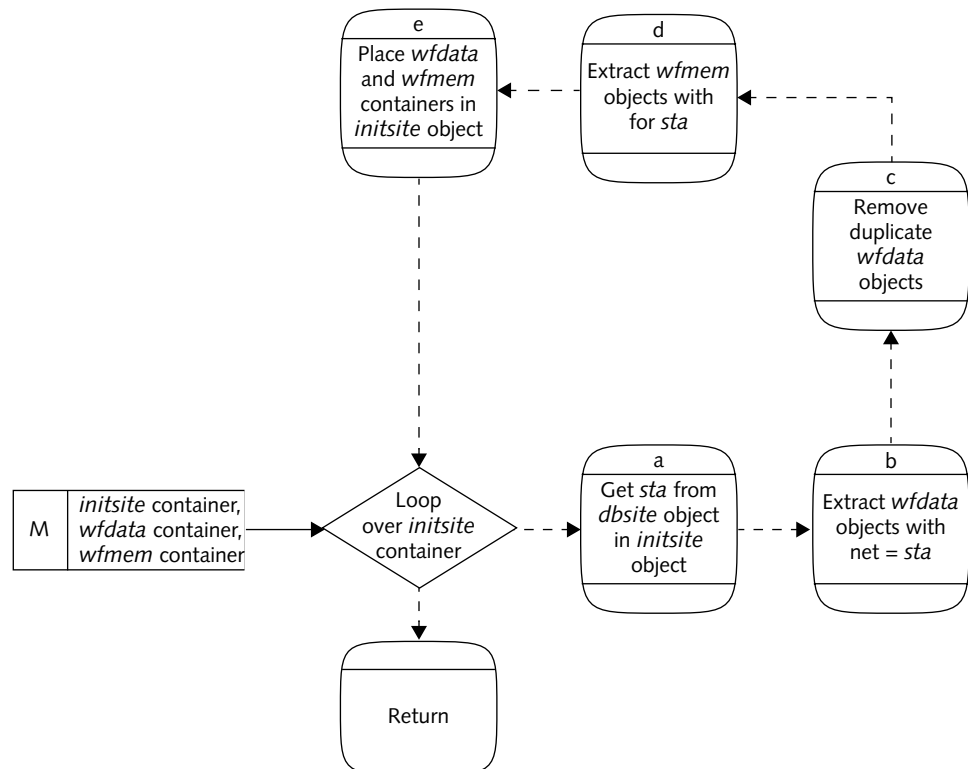 e
Place wfdata
and wfmem
containers in
initsite object
d
Extract wfmem
objects with
for sta
c
Remove
duplicate
wfdata
objects
M
initsite container,
wfdata container,
wfmem container
Loop
over initsite
container
a
Get sta from
dbsite object
in initsite
object
b
Extract wfdata
objects with
net = sta
Return